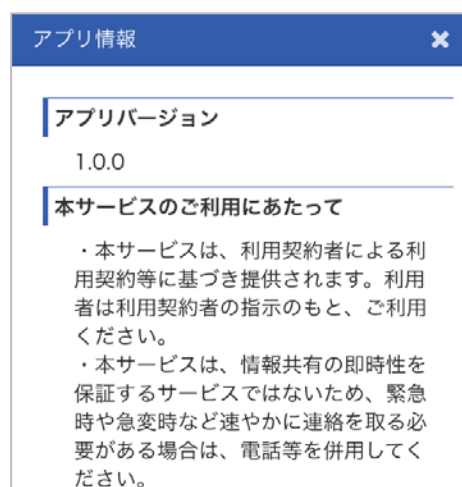 アプリ情報
アプリバージョン
1.0.0
本サービスのご利用にあたって
・本サービスは、利用契約者による利
用契約等に基づき提供されます。利用
者は利用契約者の指示のもと、ご利用
ください。
・本サービスは、情報共有の即時性を
保証するサービスではないため、緊急
時や急変時など速やかに連絡を取る必
要がある場合は、電話等を併用してく
ださい。